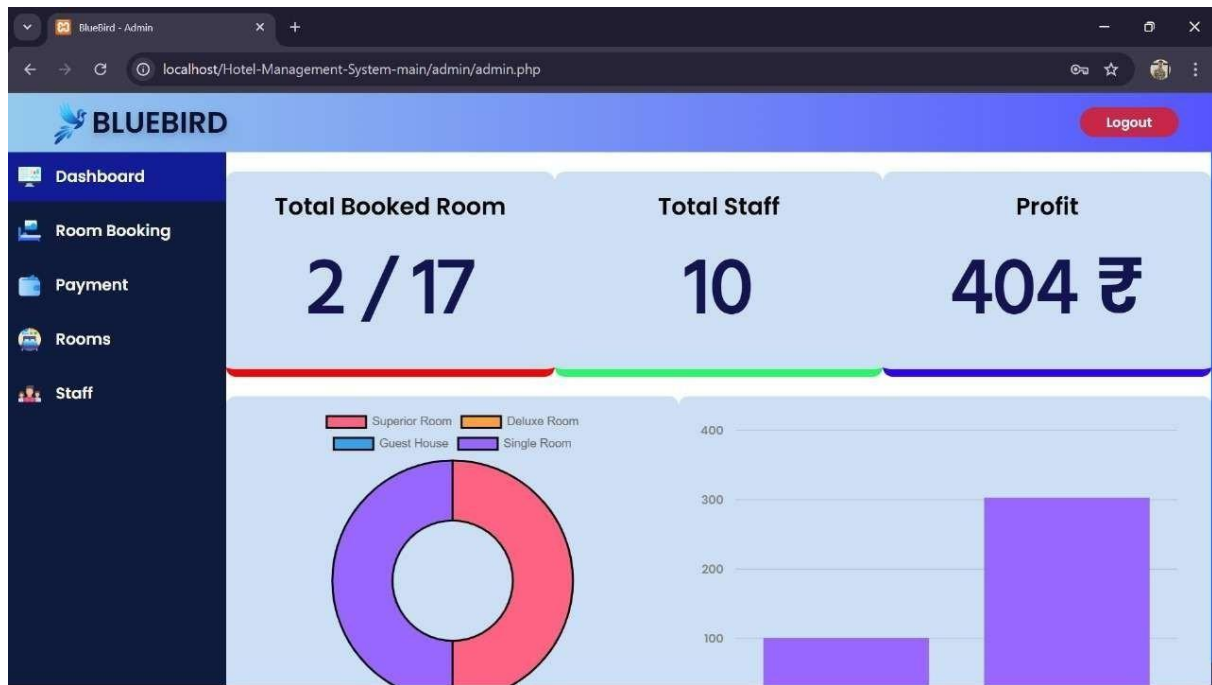 BlueBird - Admin
localhost/Hotel-Management-System-main/admin/admin.php
BLUEBIRD
Logout
Dashboard
Room Booking
Payment
Rooms
Staff
Total Booked Room
2 / 17
Total Staff
10
Profit
404 ₹
Superior Room
Deluxe Room
Guest House
Single Room
400
300
200
100